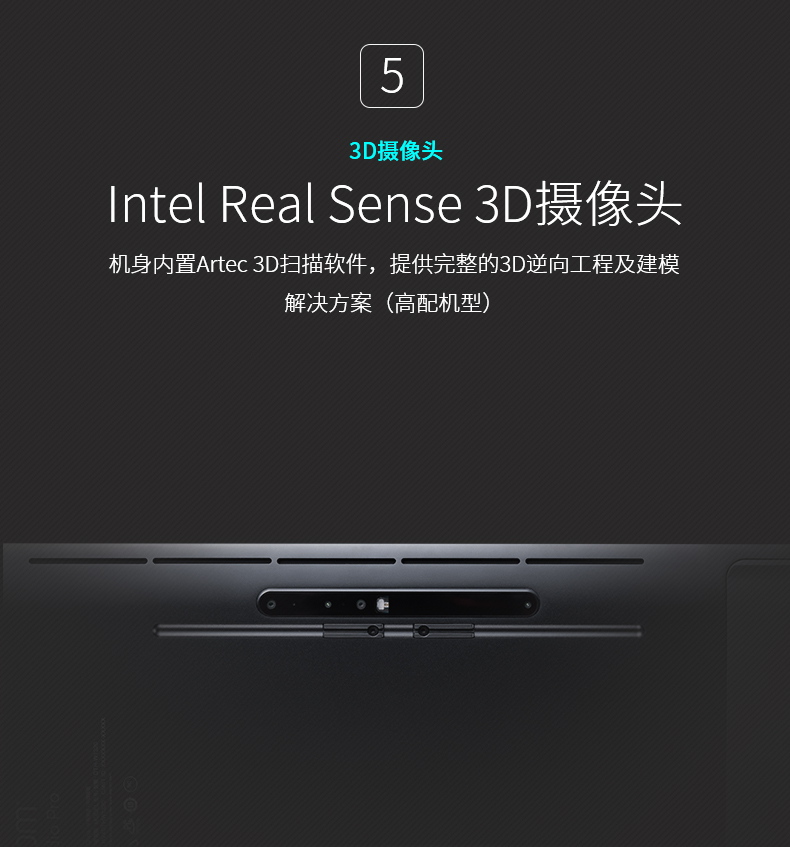 5
3D摄像头
Intel Real Sense 3D摄像头
机身内置Artec 3D扫描软件，提供完整的3D逆向工程及建模
解决方案（高配机型）